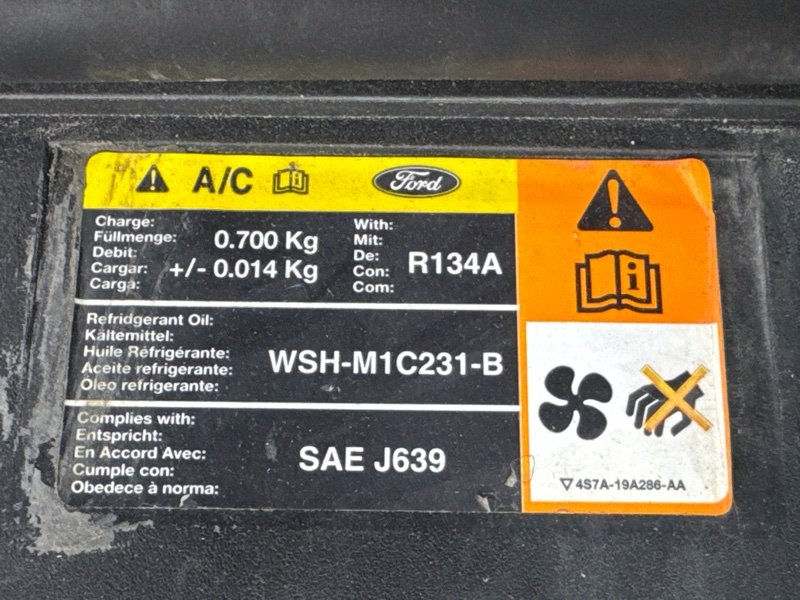 A/C
Ford
Charge:
Füllmenge:
Debit:
Cargar:
Carga:
0.700 Kg
+/- 0.014 Kg
With:
Mit:
De:
Con:
Com:
R134A
Refridgerant Oil:
Kältemittel:
Huile Réfrigérante:
Aceite refrigerante:
Óleo refrigerante:
WSH-M1C231-B
Complies with:
Entspricht:
En Accord Avec:
Cumple con:
Obedece à norma:
SAE J639
4S7A-19A286-AA